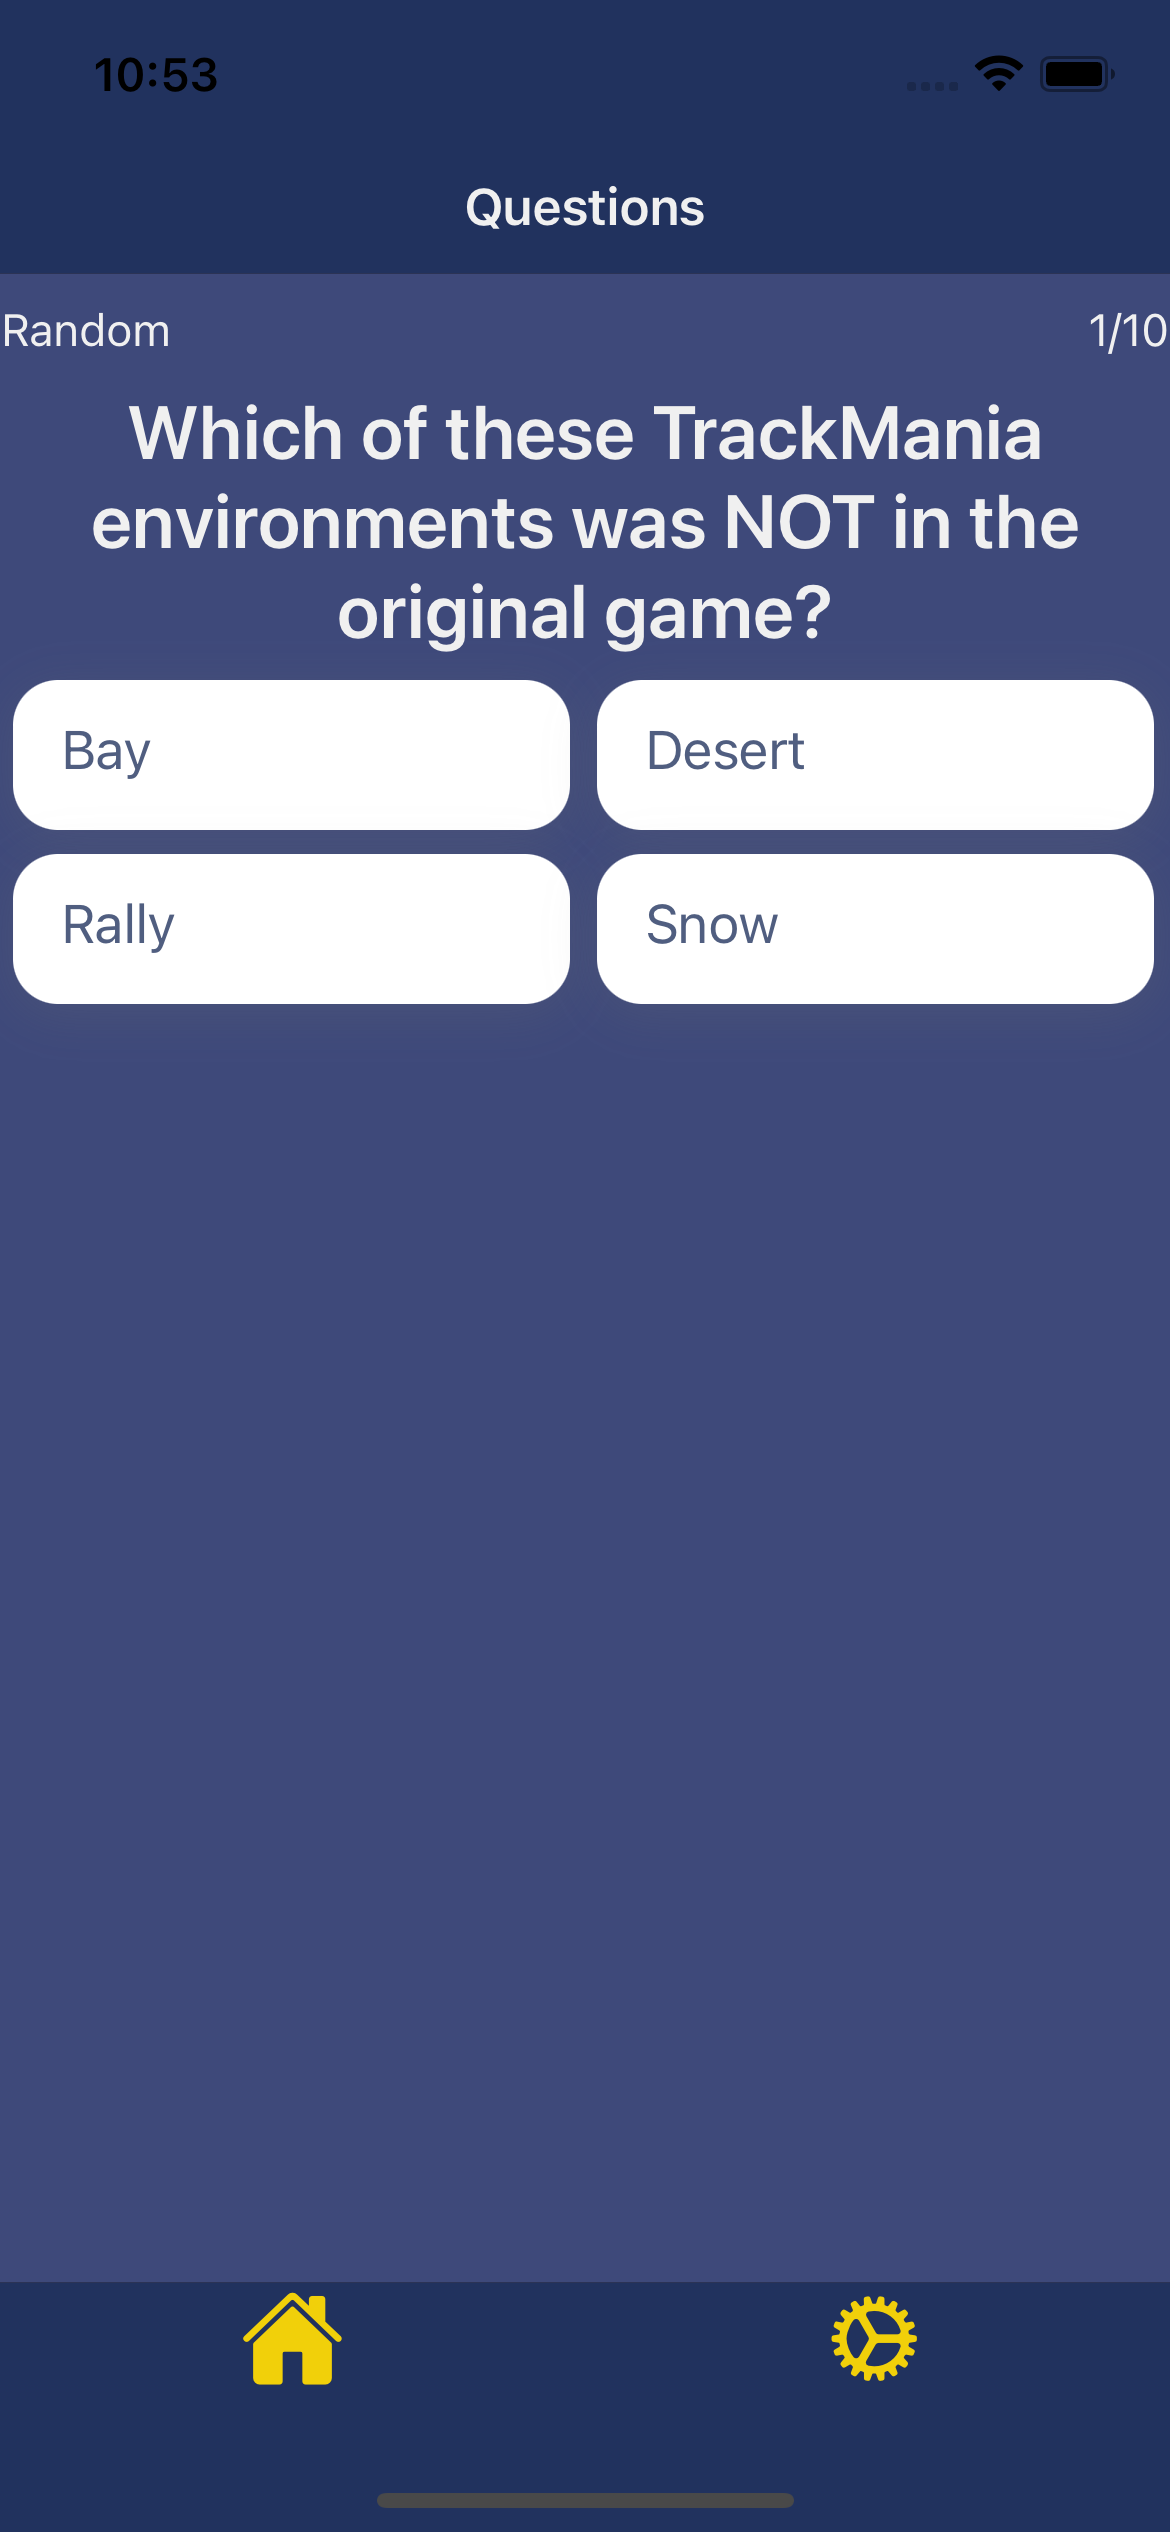 10:53
Questions
Random 1/10
Which of these TrackMania
environments was NOT in the
original game?
Bay Desert
Rally Snow